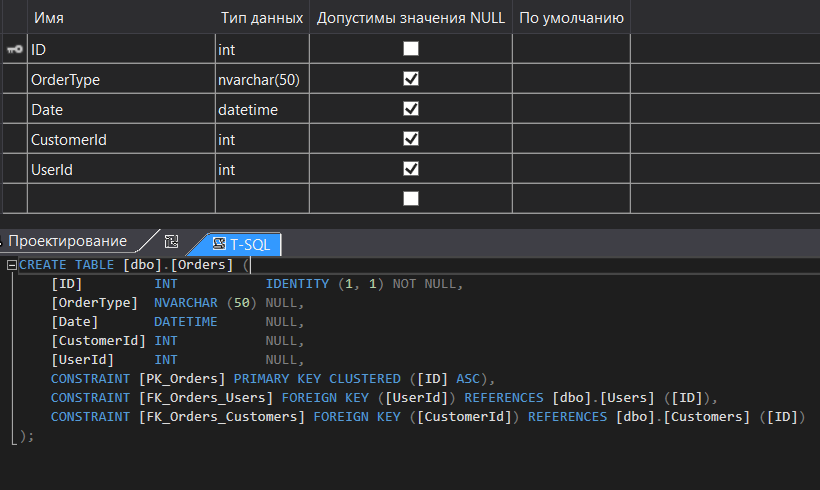 Имя Тип данных Допустимы значения NULL По умолчанию
ID int
OrderType nvarchar(50)
Date datetime
CustomerId int
UserId int
Проектирование T-SQL
CREATE TABLE [dbo].[Orders] (
[ID] INT IDENTITY (1, 1) NOT NULL,
[OrderType] NVARCHAR (50) NULL,
[Date] DATETIME NULL,
[CustomerId] INT NULL,
[UserId] INT NULL,
CONSTRAINT [PK_Orders] PRIMARY KEY CLUSTERED ([ID] ASC),
CONSTRAINT [FK_Orders_Users] FOREIGN KEY ([UserId]) REFERENCES [dbo].[Users] ([ID]),
CONSTRAINT [FK_Orders_Customers] FOREIGN KEY ([CustomerId]) REFERENCES [dbo].[Customers] ([ID])
);